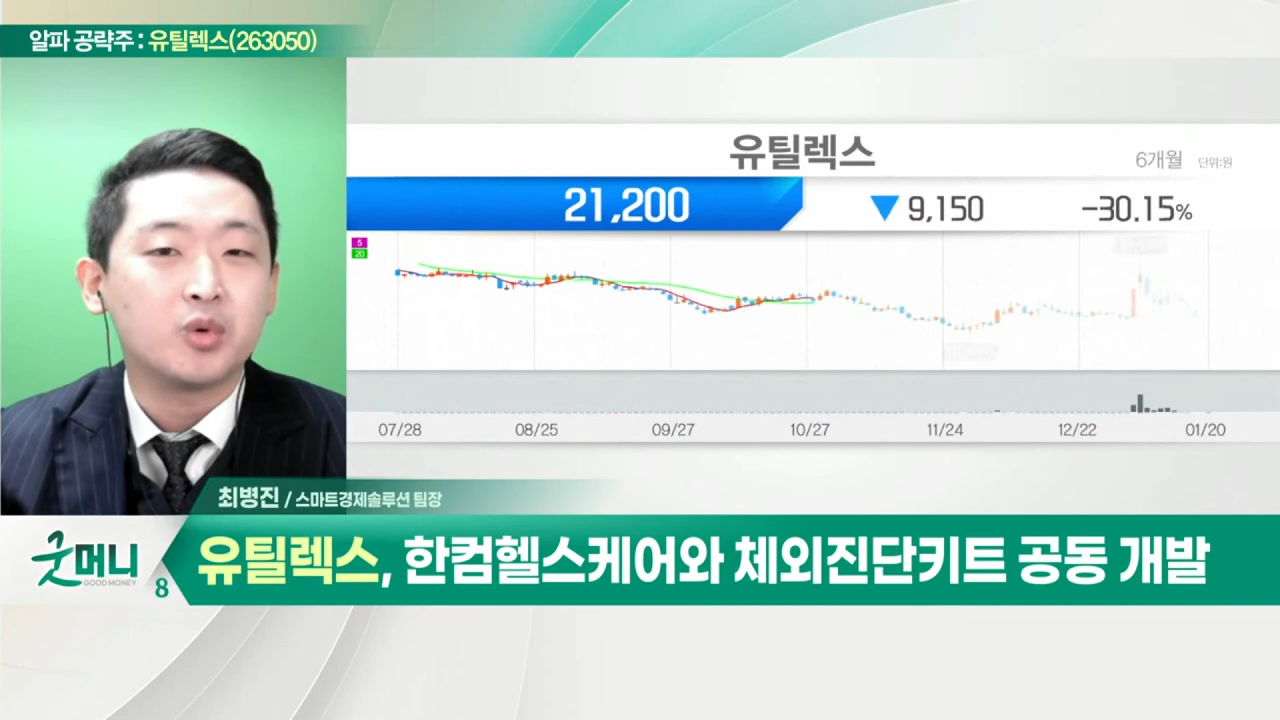 알파 공략주 : 유틸렉스(263050)
유틸렉스
6개월 단위:원
21,200 ▼ 9,150 -30.15%
5
20
07/28 08/25 09/27 10/27 11/24 12/22 01/20
최병진 / 스마트경제솔루션 팀장
굿머니
GOOD MONEY
8
유틸렉스, 한컴헬스케어와 체외진단키트 공동 개발